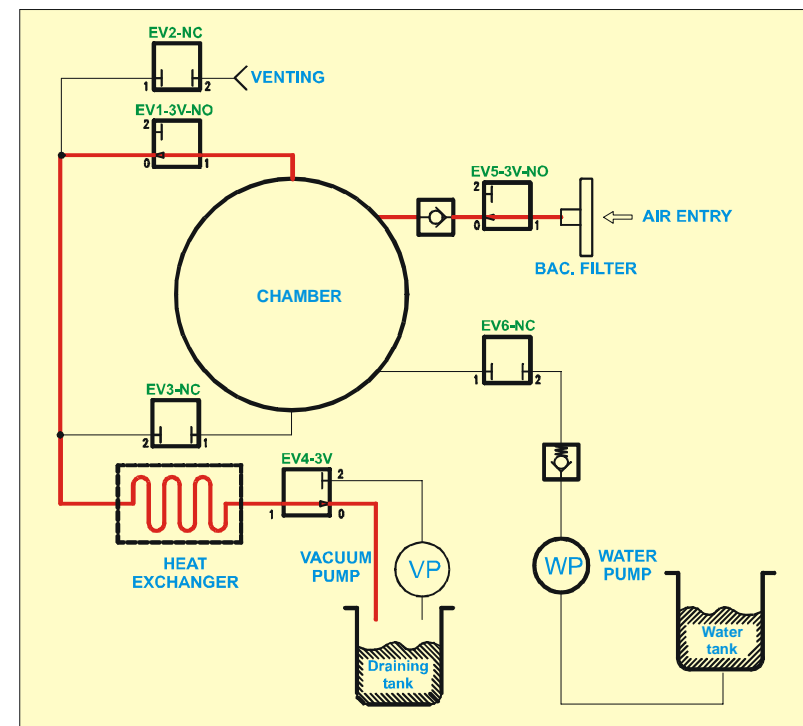 EV2-NC
1 2
VENTING
EV1-3V-NO
2
0 1
EV5-3V-NO
2
0 1
AIR ENTRY
BAC. FILTER
CHAMBER
EV6-NC
1 2
EV3-NC
2 1
EV4-3V
2
1 0
HEAT
EXCHANGER
VACUUM
PUMP
VP
WP
WATER
PUMP
Draining
tank
Water
tank